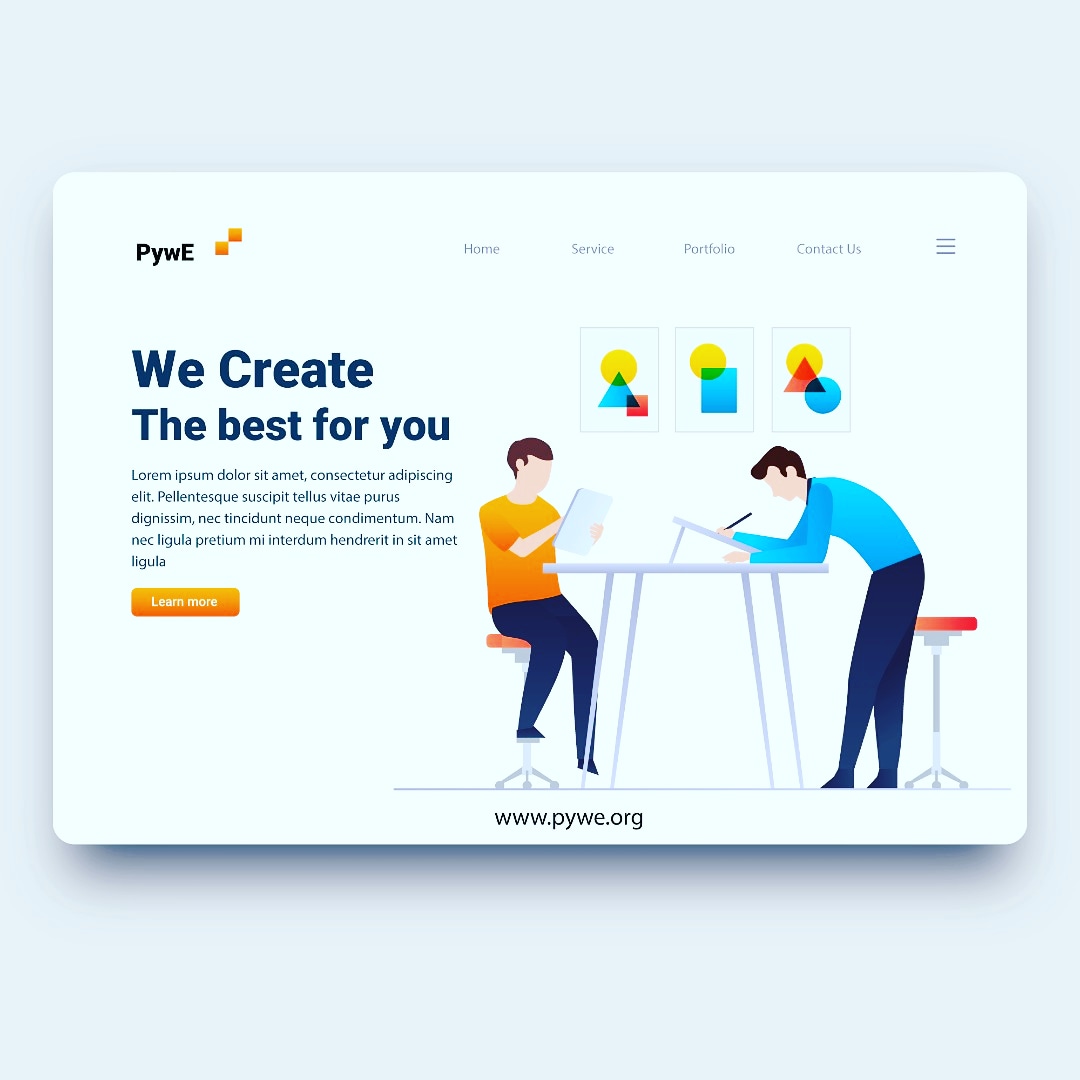 PywE
Home
Service
Portfolio
Contact Us
We Create
The best for you
Lorem ipsum dolor sit amet, consectetur adipiscing
elit. Pellentesque suscipit tellus vitae purus
dignissim, nec tincidunt neque condimentum. Nam
nec ligula pretium mi interdum hendrerit in sit amet
ligula
Learn more
www.pywe.org